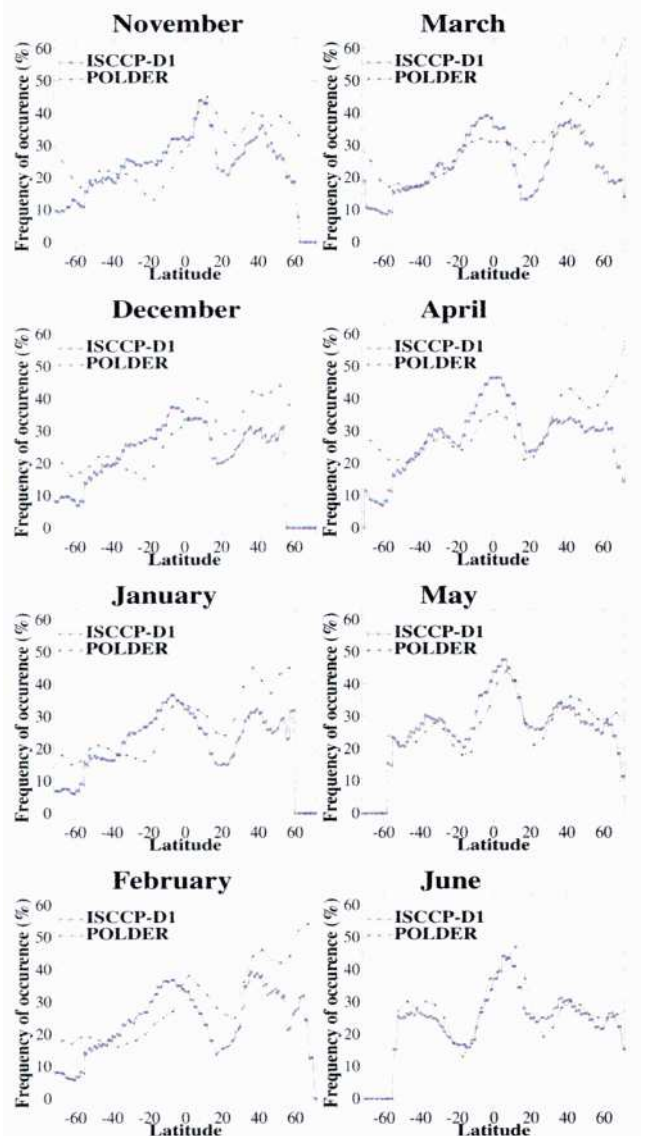 November
Frequency of occurence (%)
60
50
40
30
20
10
0
ISCCP-D1
POLDER
-60 -40 -20 0 20 40 60
Latitude
March
Frequency of occurence (%)
60
50
40
30
20
10
0
ISCCP-D1
POLDER
-60 -40 -20 0 20 40 60
Latitude
December
Frequency of occurence (%)
60
50
40
30
20
10
0
ISCCP-D1
POLDER
-60 -40 -20 0 20 40 60
Latitude
April
Frequency of occurence (%)
60
50
40
30
20
10
0
ISCCP-D1
POLDER
-60 -40 -20 0 20 40 60
Latitude
January
Frequency of occurence (%)
60
50
40
30
20
10
0
ISCCP-D1
POLDER
-60 -40 -20 0 20 40 60
Latitude
May
Frequency of occurence (%)
60
50
40
30
20
10
0
ISCCP-D1
POLDER
-60 -40 -20 0 20 40 60
Latitude
February
Frequency of occurence (%)
60
50
40
30
20
10
0
ISCCP-D1
POLDER
-60 -40 -20 0 20 40 60
Latitude
June
Frequency of occurence (%)
60
50
40
30
20
10
0
ISCCP-D1
POLDER
-60 -40 -20 0 20 40 60
Latitude